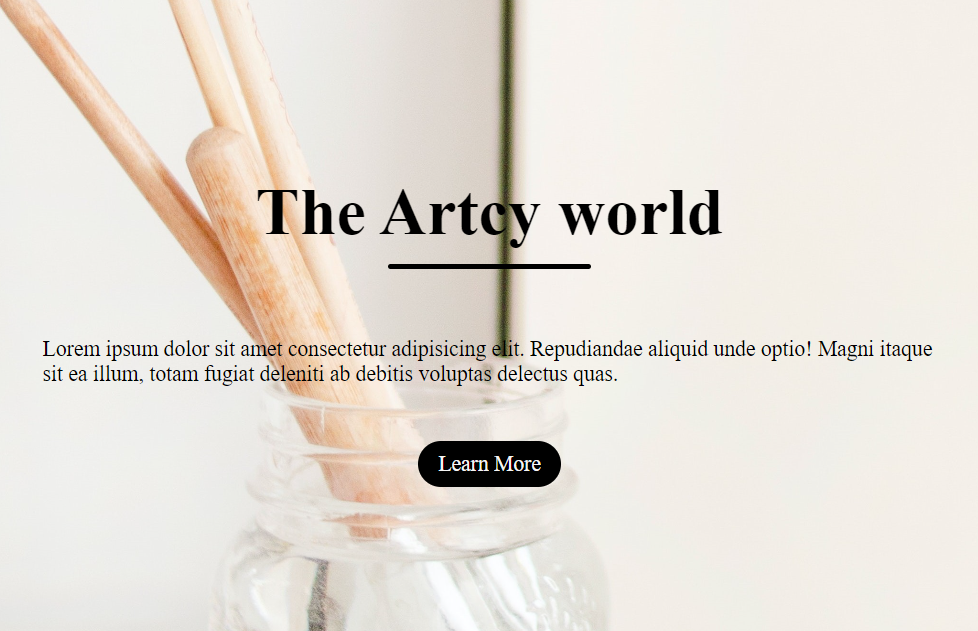 The Artcy world
Lorem ipsum dolor sit amet consectetur adipisicing elit. Repudiandae aliquid unde optio! Magni itaque
sit ea illum, totam fugiat deleniti ab debitis voluptas delectus quas.
Learn More